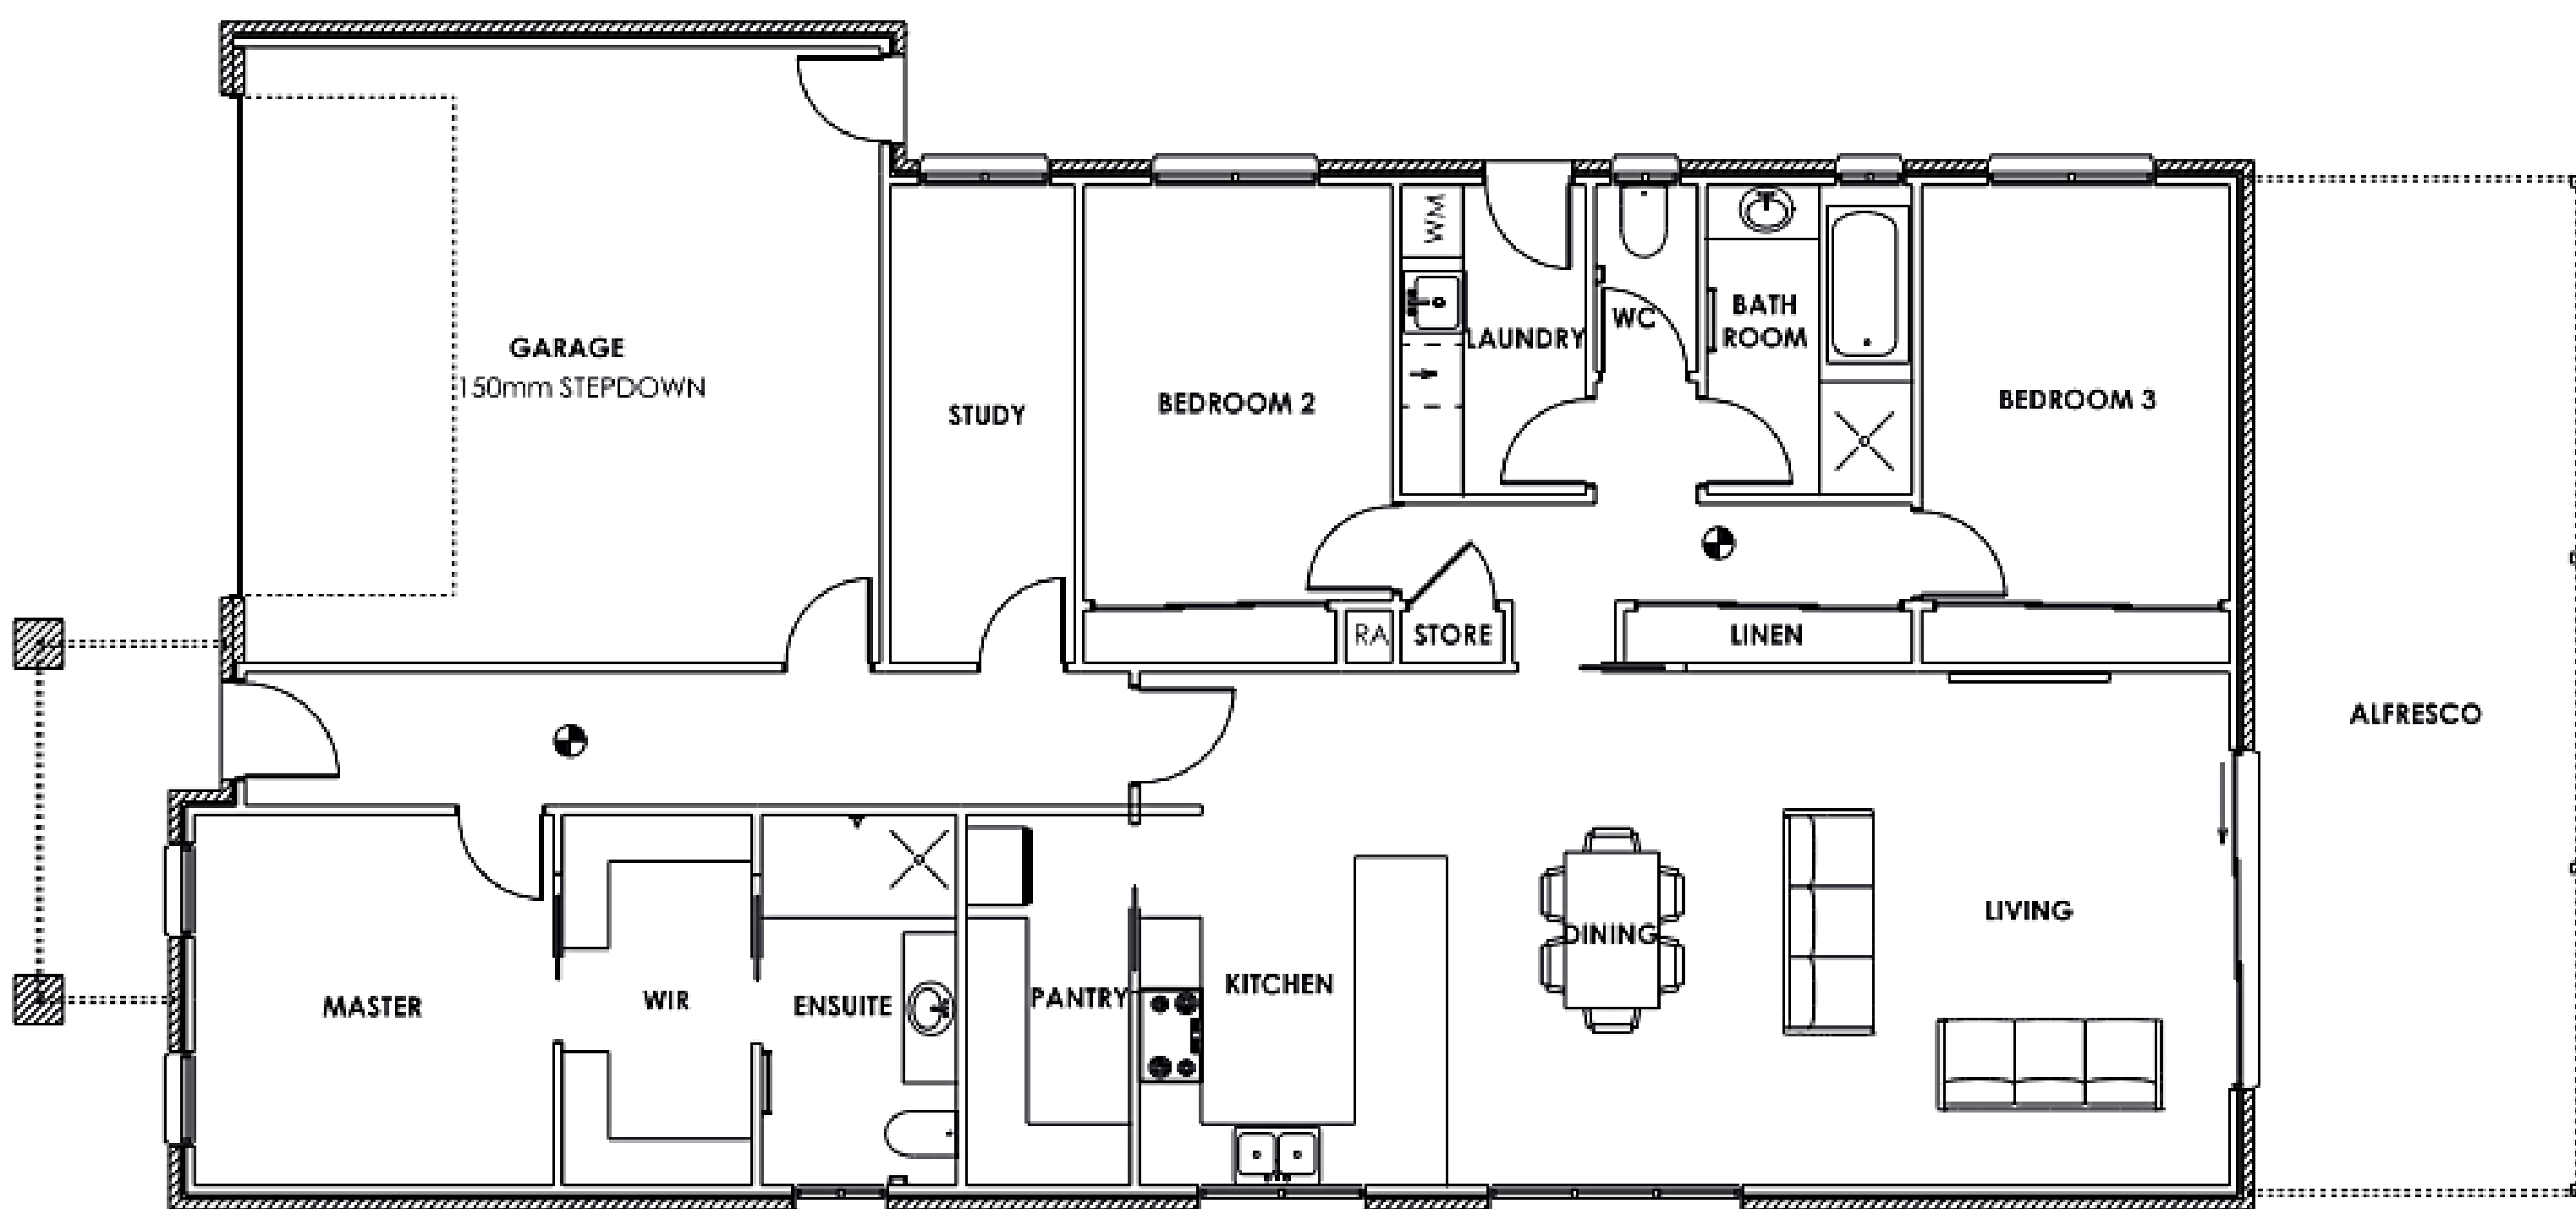 GARAGE
150mm STEPDOWN
STUDY
BEDROOM 2
WM
LAUNDRY
WC
BATH
ROOM
BEDROOM 3
RA
STORE
LINEN
ALFRESCO
MASTER
WIR
ENSUITE
PANTRY
KITCHEN
DINING
LIVING